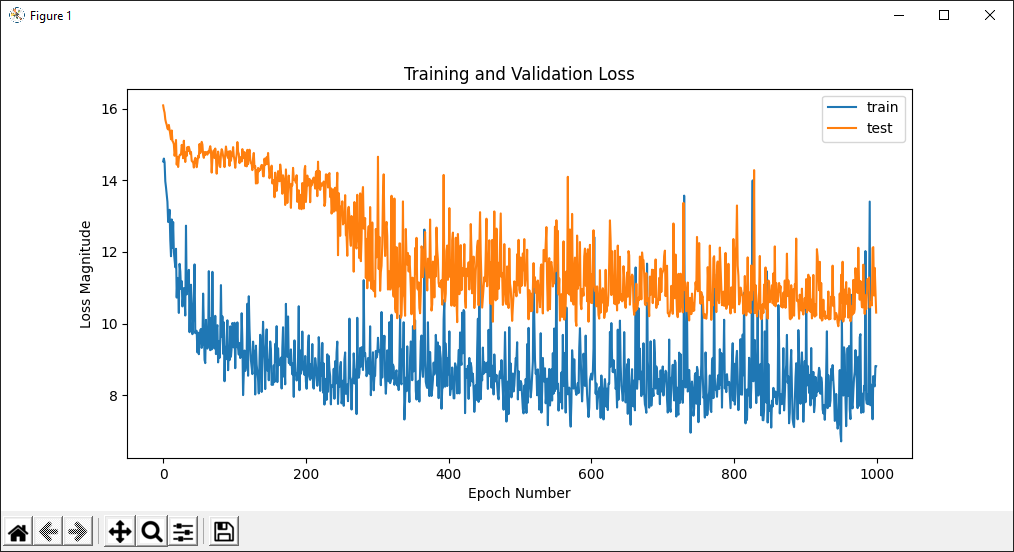 Figure 1
Training and Validation Loss
train
test
Loss Magnitude
16
14
12
10
8
0 200 400 600 800 1000
Epoch Number